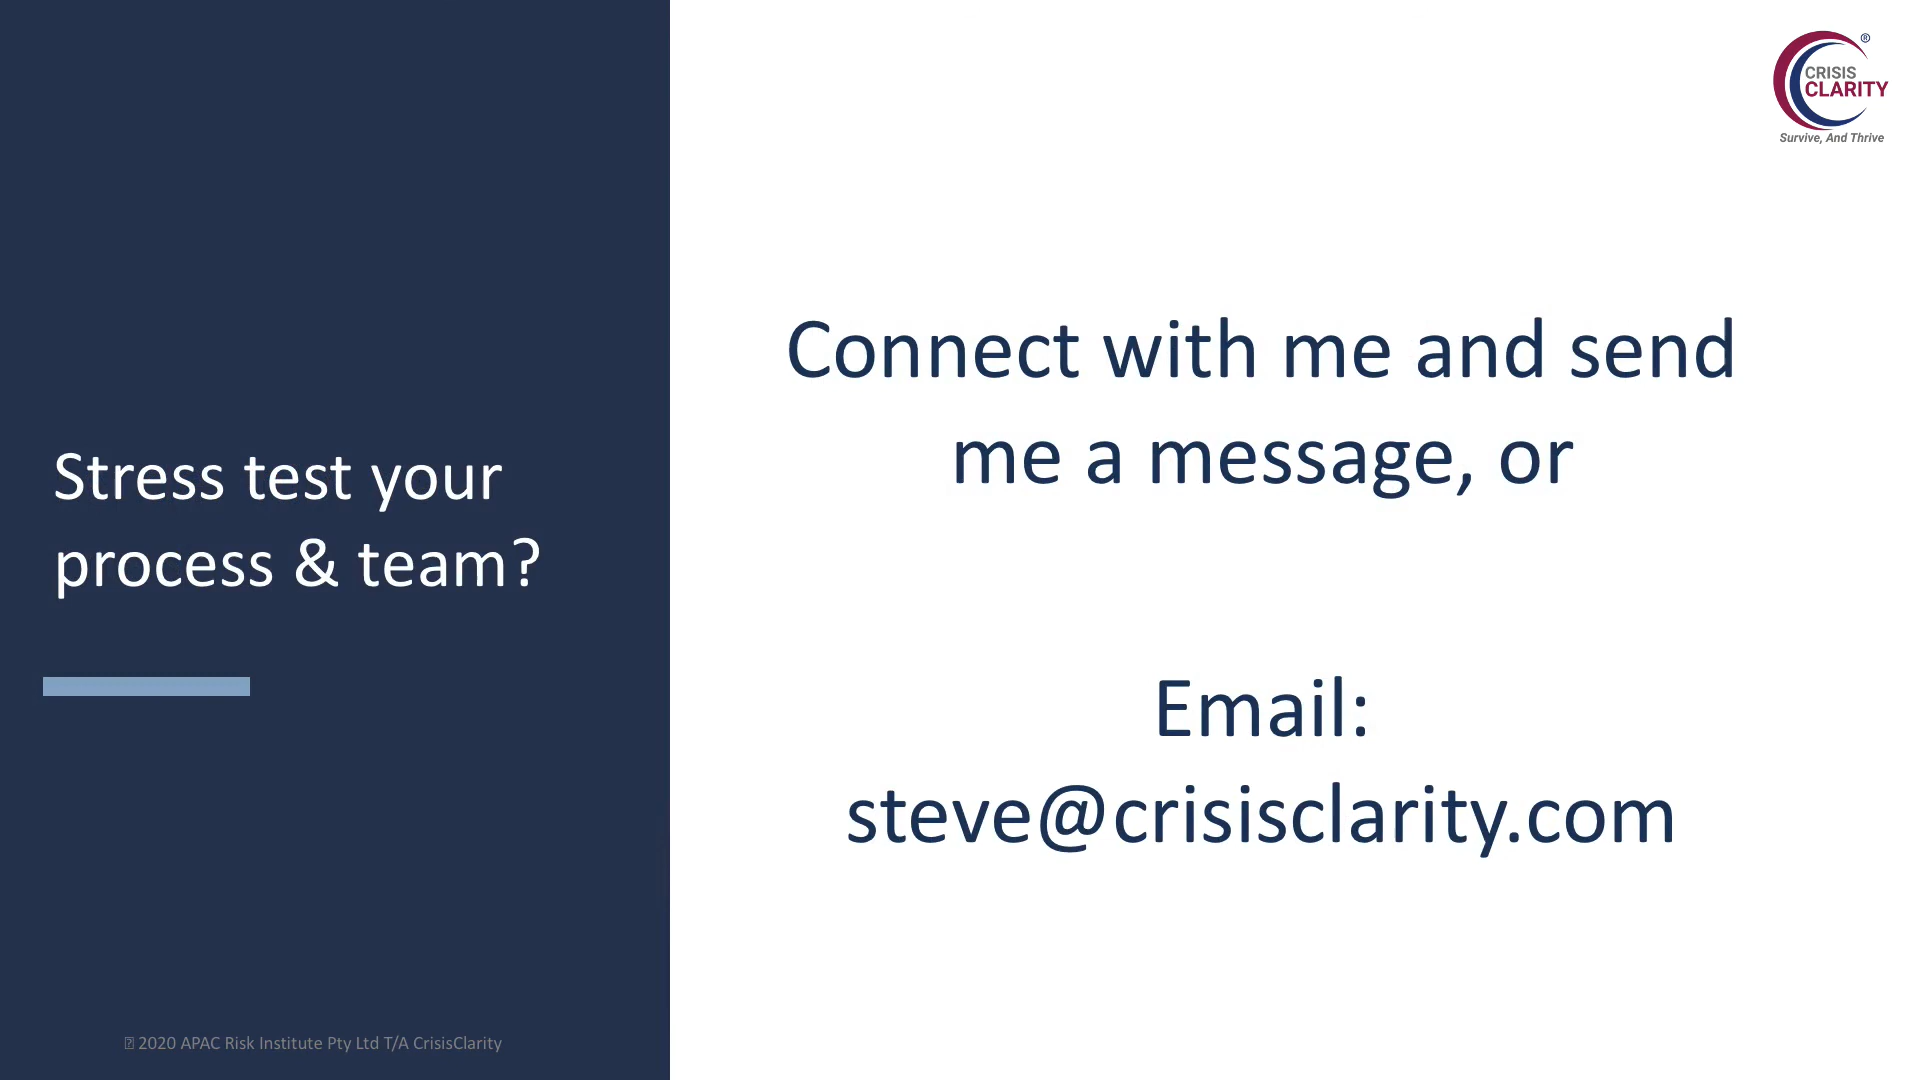 CRISIS
CLARITY®
Survive, And Thrive
Stress test your
process & team?
Connect with me and send
me a message, or
Email:
steve@crisisclarity.com
2020 APAC Risk Institute Pty Ltd T/A CrisisClarity